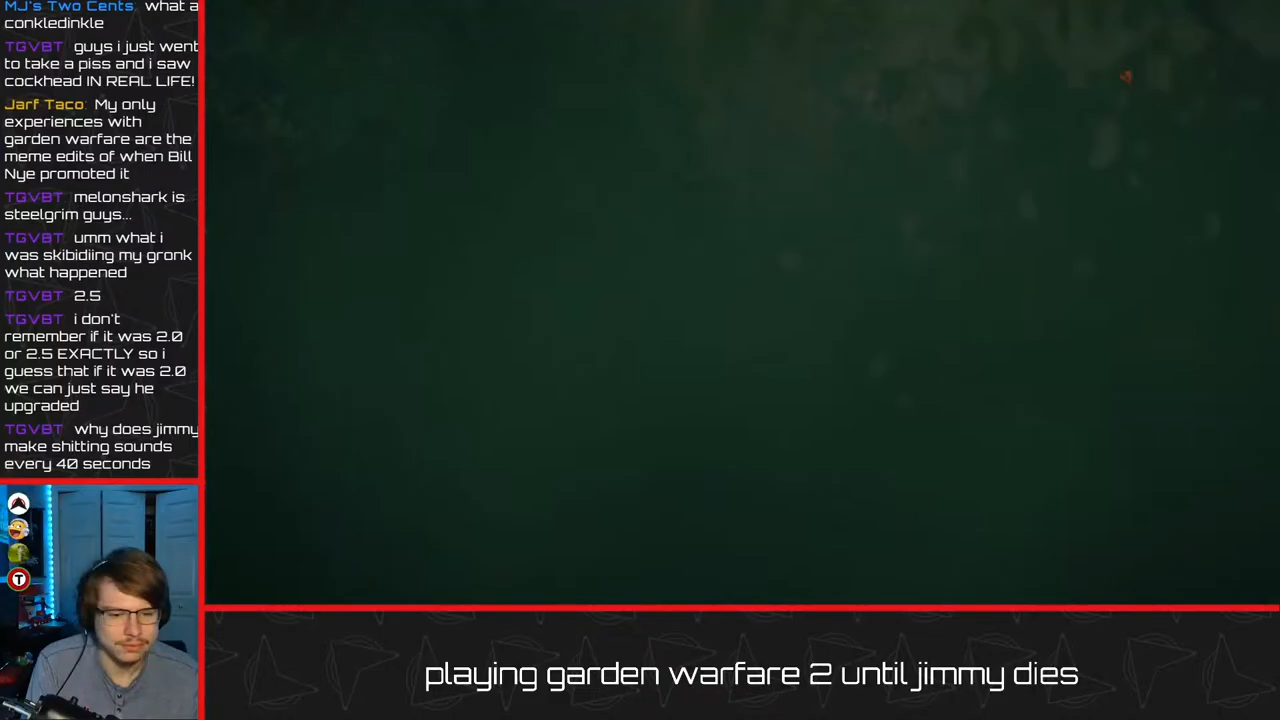 MJ's Two Cents: what a
conkledinkle
TGVBT guys i just went
to take a piss and i saw
cockhead IN REAL LIFE!
Jarf Taco: My only
experiences with
garden warfare are the
meme edits of when Bill
Nye promoted it
TGVBT melonshark is
steelgrim guys...
TGVBT umm what i
was skibidiing my gronk
what happened
TGVBT 2.5
TGVBT i don't
remember if it was 2.0
or 2.5 EXACTLY so i
guess that if it was 2.0
we can just say he
upgraded
TGVBT why does jimmy
make shitting sounds
every 40 seconds
T
playing garden warfare 2 until jimmy dies